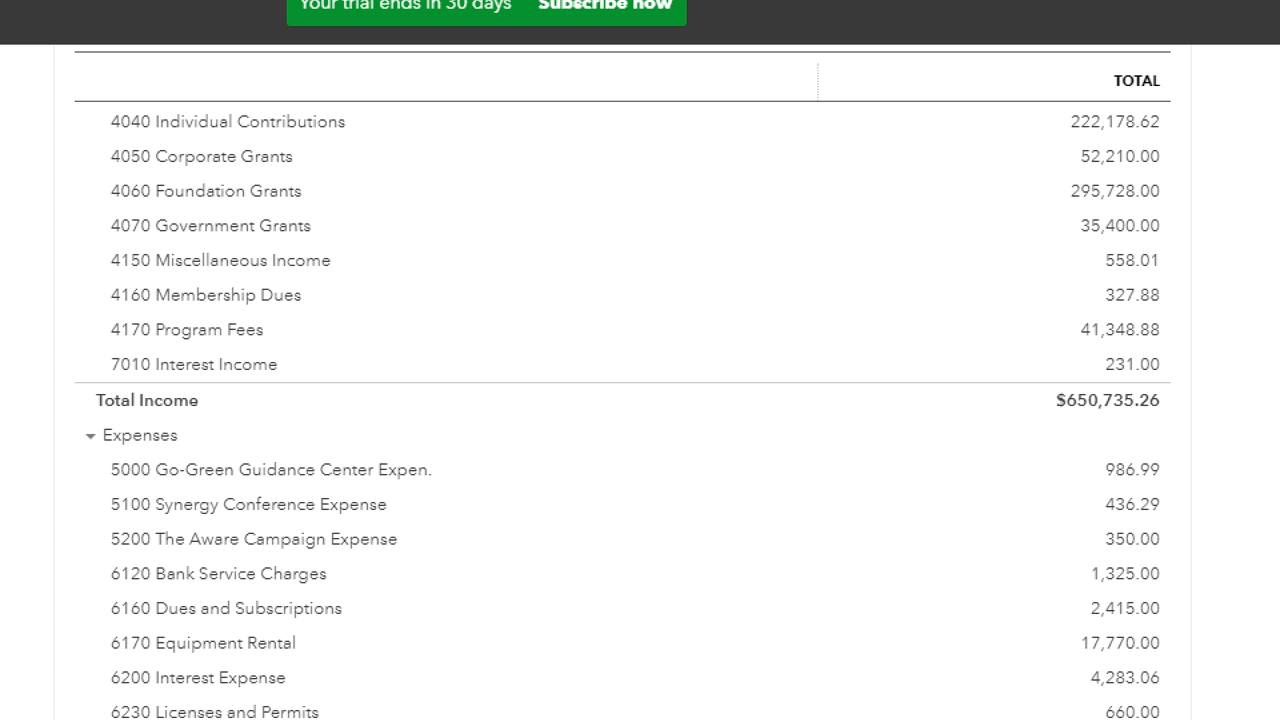 Your trial ends in 30 days Subscribe now
TOTAL
4040 Individual Contributions 222,178.62
4050 Corporate Grants 52,210.00
4060 Foundation Grants 295,728.00
4070 Government Grants 35,400.00
4150 Miscellaneous Income 558.01
4160 Membership Dues 327.88
4170 Program Fees 41,348.88
7010 Interest Income 231.00
Total Income $650,735.26
Expenses
5000 Go-Green Guidance Center Expen. 986.99
5100 Synergy Conference Expense 436.29
5200 The Aware Campaign Expense 350.00
6120 Bank Service Charges 1,325.00
6160 Dues and Subscriptions 2,415.00
6170 Equipment Rental 17,770.00
6200 Interest Expense 4,283.06
6230 Licenses and Permits 660.00